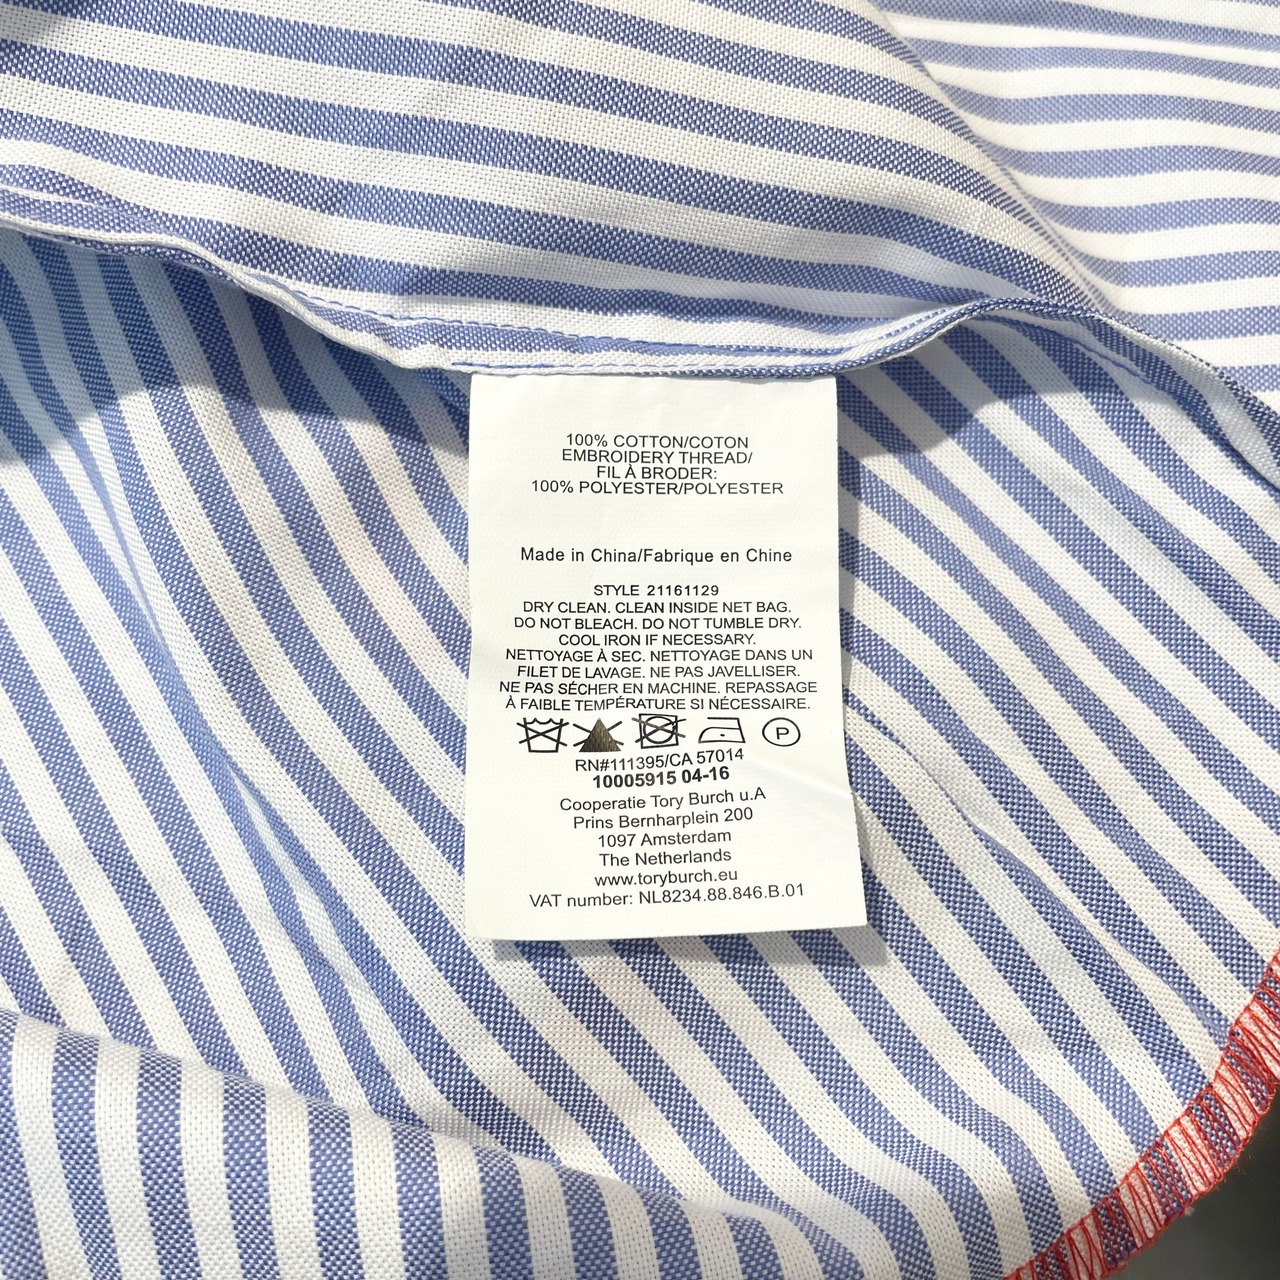 100% COTTON/COTON
EMBROIDERY THREAD/
FIL À BRODER:
100% POLYESTER/POLYESTER
Made in China/Fabrique en Chine
STYLE 21161129
DRY CLEAN. CLEAN INSIDE NET BAG.
DO NOT BLEACH. DO NOT TUMBLE DRY.
COOL IRON IF NECESSARY.
NETTOYAGE À SEC. NETTOYAGE DANS UN
FILET DE LAVAGE. NE PAS JAVELLISER.
NE PAS SÉCHER EN MACHINE. REPASSAGE
À FAIBLE TEMPÉRATURE SI NÉCESSAIRE.
P
RN#111395/CA 57014
10005915 04-16
Cooperatie Tory Burch u.A
Prins Bernharplein 200
1097 Amsterdam
The Netherlands
www.toryburch.eu
VAT number: NL8234.88.846.B.01